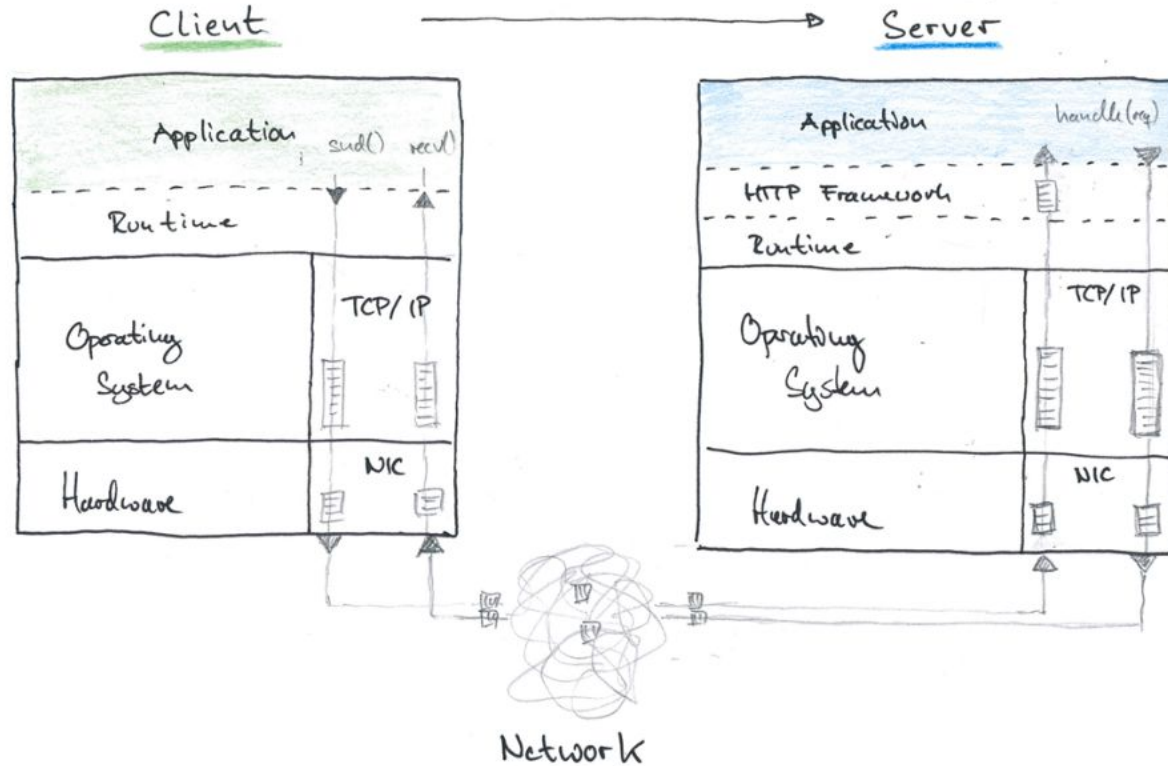 Client
Server
Application
send()
recv()
Runtime
TCP/IP
Operating
System
NIC
Hardware
Application
handle(req)
HTTP Framework
Runtime
TCP/IP
Operating
System
NIC
Hardware
Network